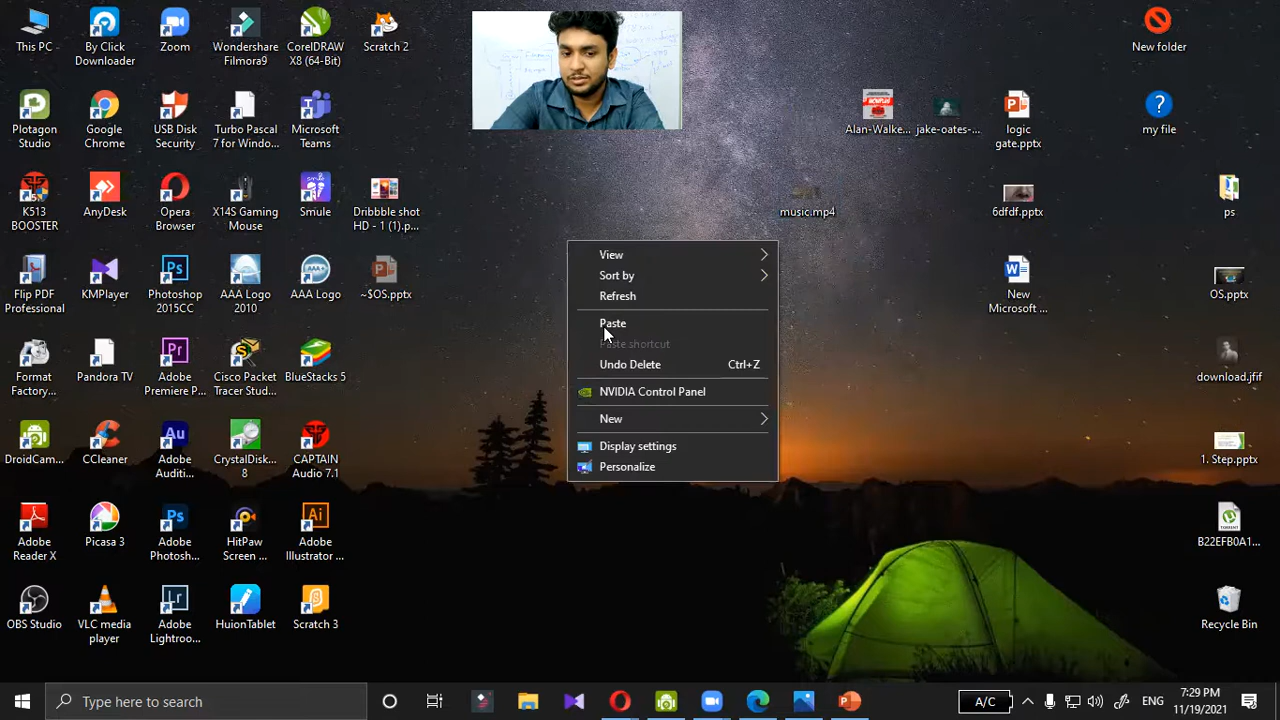 This PC
By Click
Downloader
Zoom
Wordershare
Filmo...
CorelDRAW
X8 (64-Bit)
Scratch 2
New folder
Plotagon
Studio
Google
Chrome
USB Disk
Security
Turbo Pascal
7 for Windo...
Microsoft
Teams
Alan-Walke...
jake-oates-...
logic
gate.pptx
my file
K513
BOOSTER
AnyDesk
Opera
Browser
X14S Gaming
Mouse
Smule
Dribbble shot
HD - 1 (1).p...
music.mp4
6dfdf.pptx
ps
Flip PDF
Professional
KMPlayer
Photoshop
2015CC
AAA Logo
2010
AAA Logo
~$OS.pptx
New
Microsoft ...
OS.pptx
View
Sort by
Refresh
Paste
Paste shortcut
Undo Delete Ctrl+Z
NVIDIA Control Panel
New
Display settings
Personalize
Format
Factory...
Pandora TV
Adobe
Premiere P...
Cisco Packet
Tracer Stud...
BlueStacks 5
download.jfif
DroidCam...
CCleaner
Adobe
Auditi...
CrystalDisk...
8
CAPTAIN
Audio 7.1
1. Step.pptx
Adobe
Reader X
Picasa 3
Adobe
Photosh...
HitPaw
Screen ...
Adobe
Illustrator ...
B22EFB0A1...
OBS Studio
VLC media
player
Adobe
Lightroo...
HuionTablet
Scratch 3
Recycle Bin
Type here to search
A/C
ENG
7:29 PM
11/19/2021